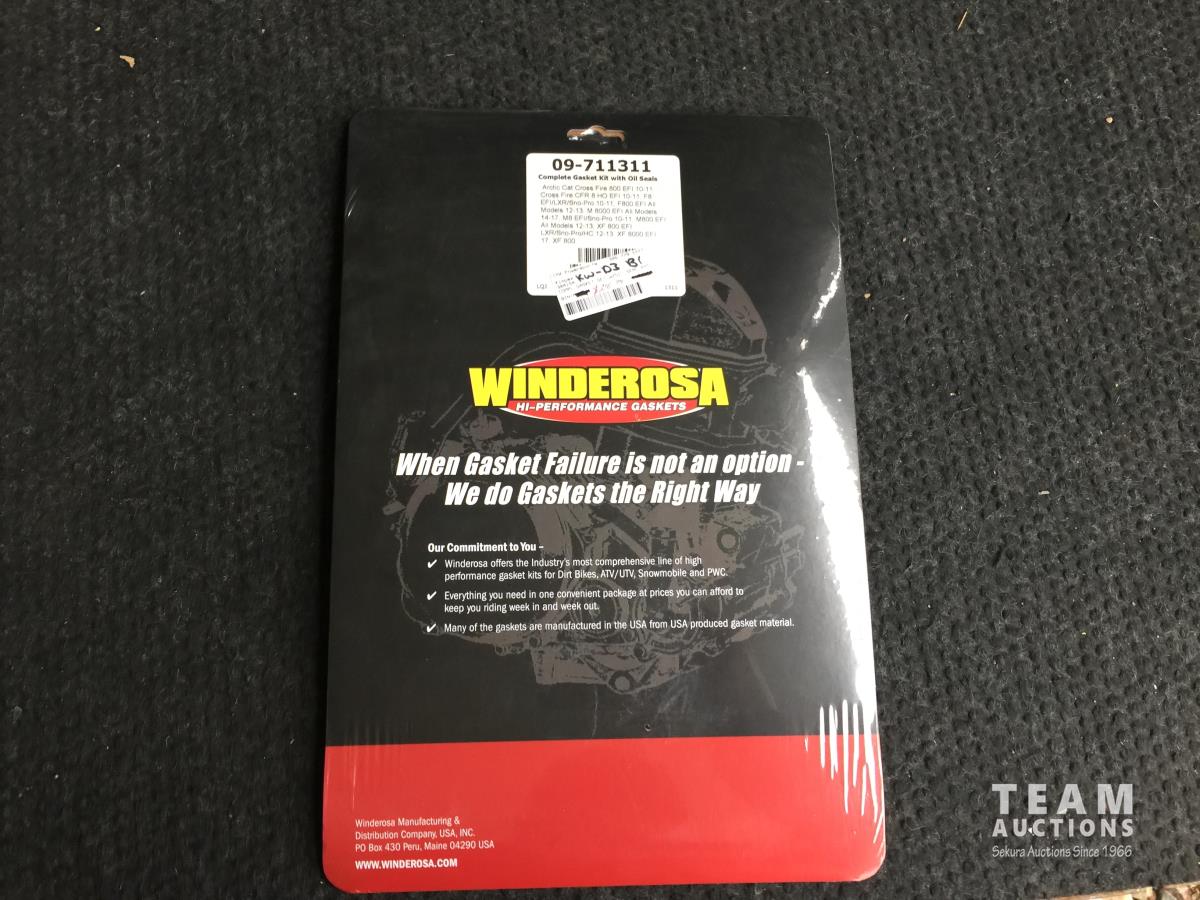 09-711311
Complete Gasket Kit with Oil Seals
Arctic Cat Cross Fire 800 EFI 10-11
Cross Fire CFR 8 HO EFI 10-11, F8
EFI/LXR/Sno-Pro 10-11, F800 EFI All
Models 12-13, M 8000 EFI All Models
14-17, M8 EFI/Sno-Pro 10-11, M800 EFI
All Models 12-13, XF 800 EFI
LXR/Sno-Pro/HC 12-13, XF 8000 EFI
17, XF 800
KW-D3
1311
WINDEROSA
HI-PERFORMANCE GASKETS
When Gasket Failure is not an option -
We do Gaskets the Right Way
Our Commitment to You –
✔ Winderosa offers the Industry's most comprehensive line of high
performance gasket kits for Dirt Bikes, ATV/UTV, Snowmobile and PWC.
✔ Everything you need in one convenient package at prices you can afford to
keep you riding week in and week out.
✔ Many of the gaskets are manufactured in the USA from USA produced gasket material.
Winderosa Manufacturing &
Distribution Company, USA, INC.
PO Box 430 Peru, Maine 04290 USA
WWW.WINDEROSA.COM
TEAM
AUCTIONS
Sekura Auctions Since 1966